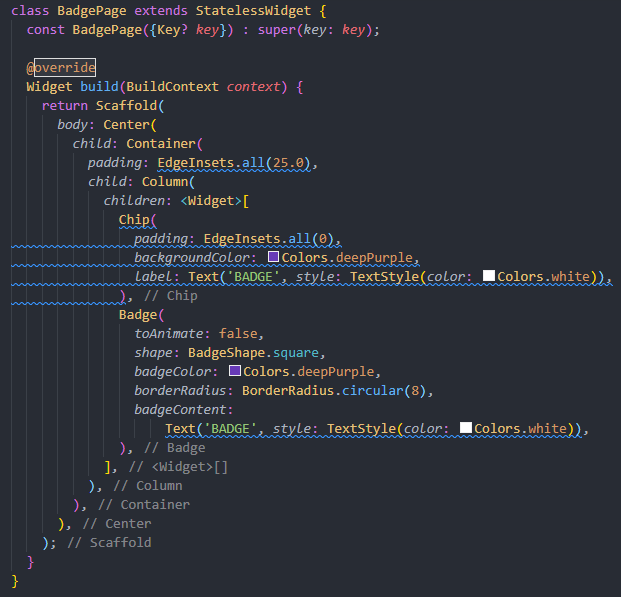 class BadgePage extends StatelessWidget {
  const BadgePage({Key? key}) : super(key: key);

  @override
  Widget build(BuildContext context) {
    return Scaffold(
      body: Center(
        child: Container(
          padding: EdgeInsets.all(25.0),
          child: Column(
            children: <Widget>[
              Chip(
                padding: EdgeInsets.all(0),
                backgroundColor: Colors.deepPurple,
                label: Text('BADGE', style: TextStyle(color: Colors.white)),
              ), // Chip
              Badge(
                toAnimate: false,
                shape: BadgeShape.square,
                badgeColor: Colors.deepPurple,
                borderRadius: BorderRadius.circular(8),
                badgeContent:
                    Text('BADGE', style: TextStyle(color: Colors.white)),
              ), // Badge
            ], // <Widget>[]
          ), // Column
        ), // Container
      ), // Center
    ); // Scaffold
  }
}